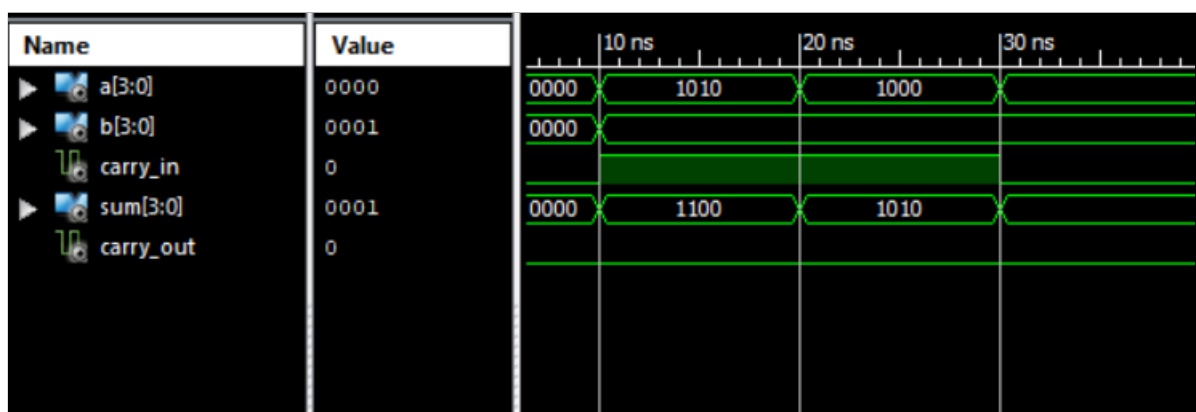 Name Value 10 ns 20 ns 30 ns
a[3:0] 0000 0000 1010 1000
b[3:0] 0001 0000
carry_in 0
sum[3:0] 0001 0000 1100 1010
carry_out 0